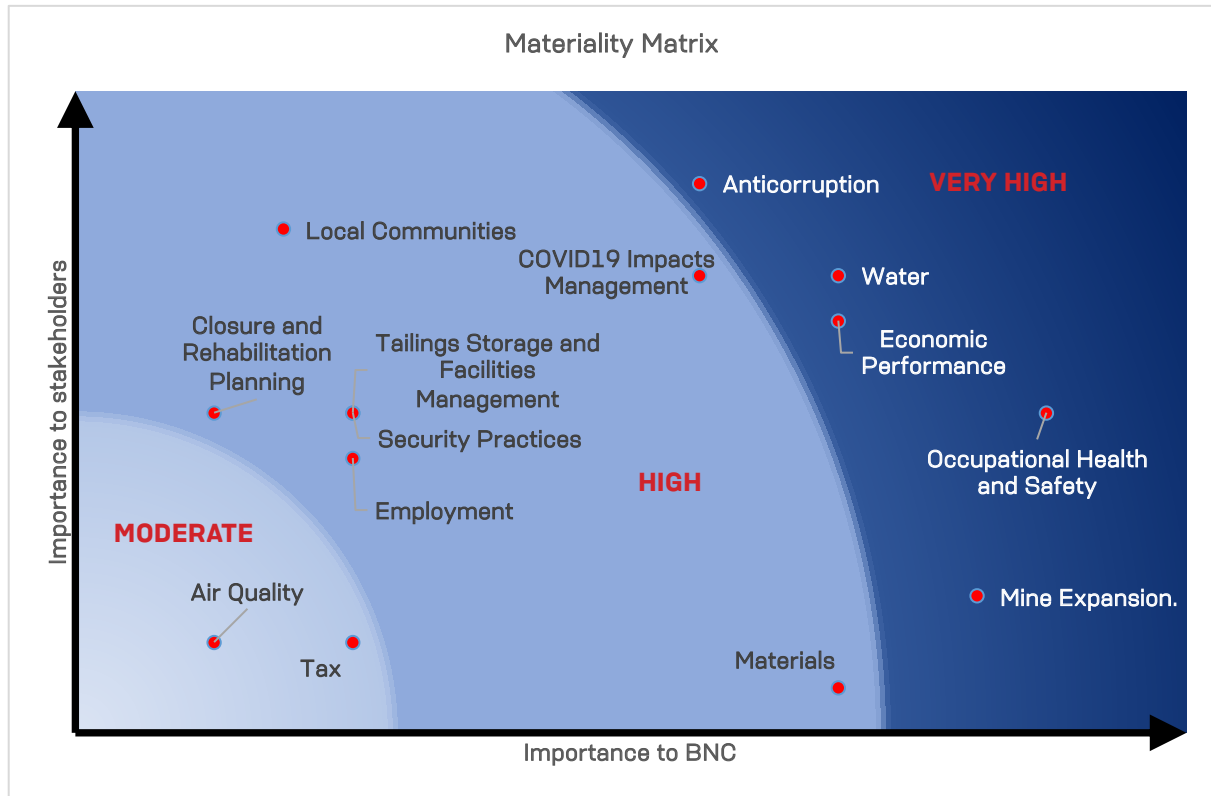 Materiality Matrix
Importance to stakeholders
Anticorruption
VERY HIGH
Local Communities
COVID19 Impacts
Management
Water
Closure and
Rehabilitation
Planning
Tailings Storage and
Facilities
Management
Economic
Performance
Security Practices
Occupational Health
and Safety
HIGH
Employment
MODERATE
Air Quality
Mine Expansion.
Tax
Materials
Importance to BNC